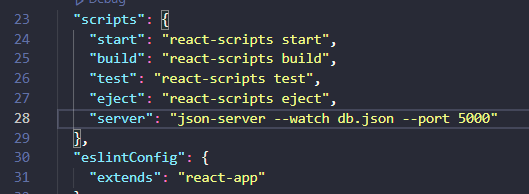 Debug
23 "scripts": {
24 "start": "react-scripts start",
25 "build": "react-scripts build",
26 "test": "react-scripts test",
27 "eject": "react-scripts eject",
28 "server": "json-server --watch db.json --port 5000"
29 },
30 "eslintConfig": {
31 "extends": "react-app"